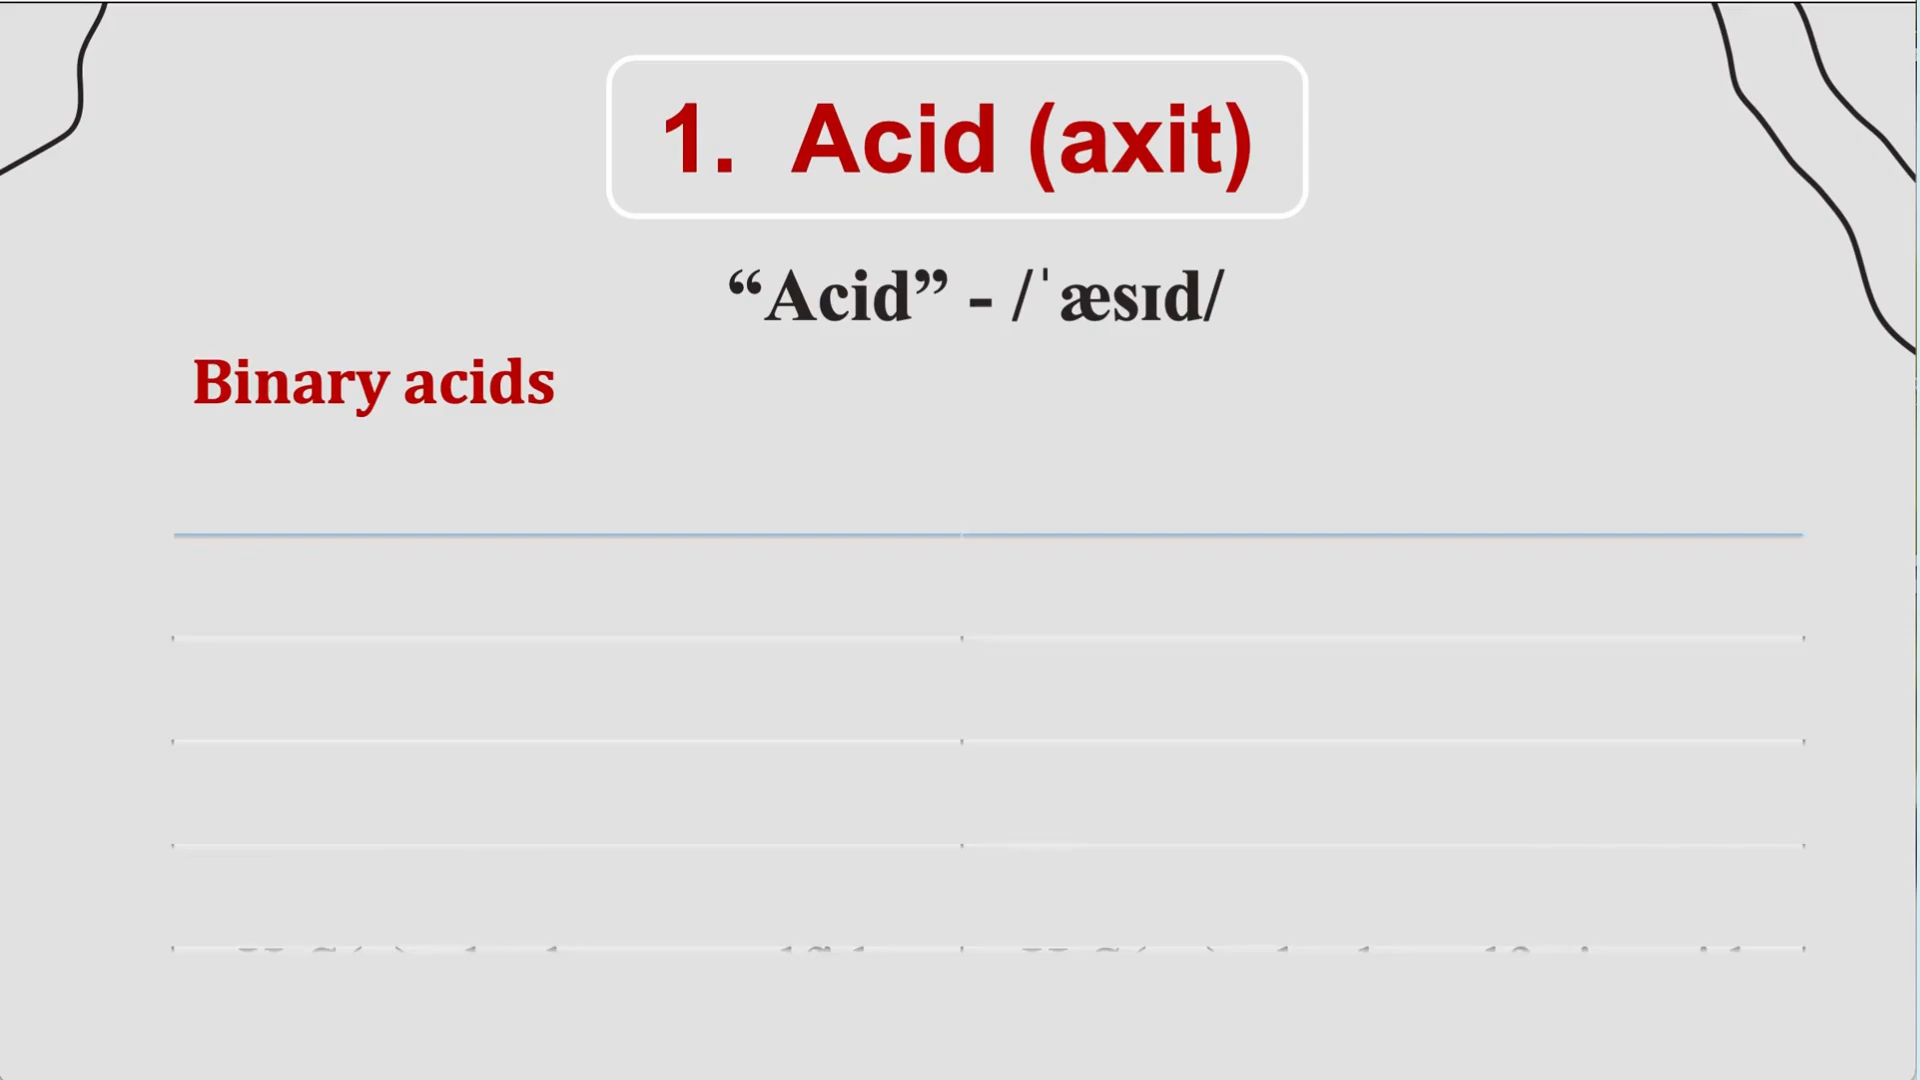 1. Acid (axit)
“Acid” - /ˈæsɪd/
Binary acids